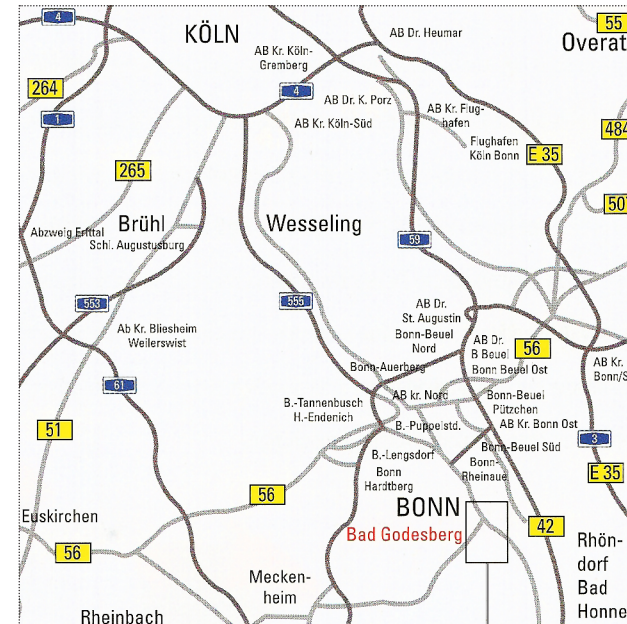 4
KÖLN
AB Dr. Heumar
55
Overat
AB Kr. Köln-
Gremberg
264
4
AB Dr. K. Porz
AB Kr. Flug-
hafen
1
AB Kr. Köln-Süd
484
Flughafen
Köln Bonn
E 35
265
507
Abzweig Erfttal
Brühl
Schl. Augustusburg
Wesseling
59
553
555
AB Dr.
St. Augustin
Ab Kr. Bliesheim
Weilerswist
Bonn-Beuel
Nord
AB Dr.
B Beuel
56
Bonn Beuel Ost
AB Kr.
Bonn/S
Bonn-Auerberg
61
AB kr. Nord
Bonn-Beuel
Pützchen
B.-Tannenbusch
H.-Endenich
B.-Puppelstd.
AB Kr. Bonn Ost
51
3
Bonn-Beuel Süd
B.-Lengsdorf
Bonn-
Rheinaue
Bonn
Hardtberg
E 35
56
BONN
Euskirchen
Bad Godesberg
42
56
Rhön-
dorf
Bad
Honne
Mecken-
heim
Rheinbach